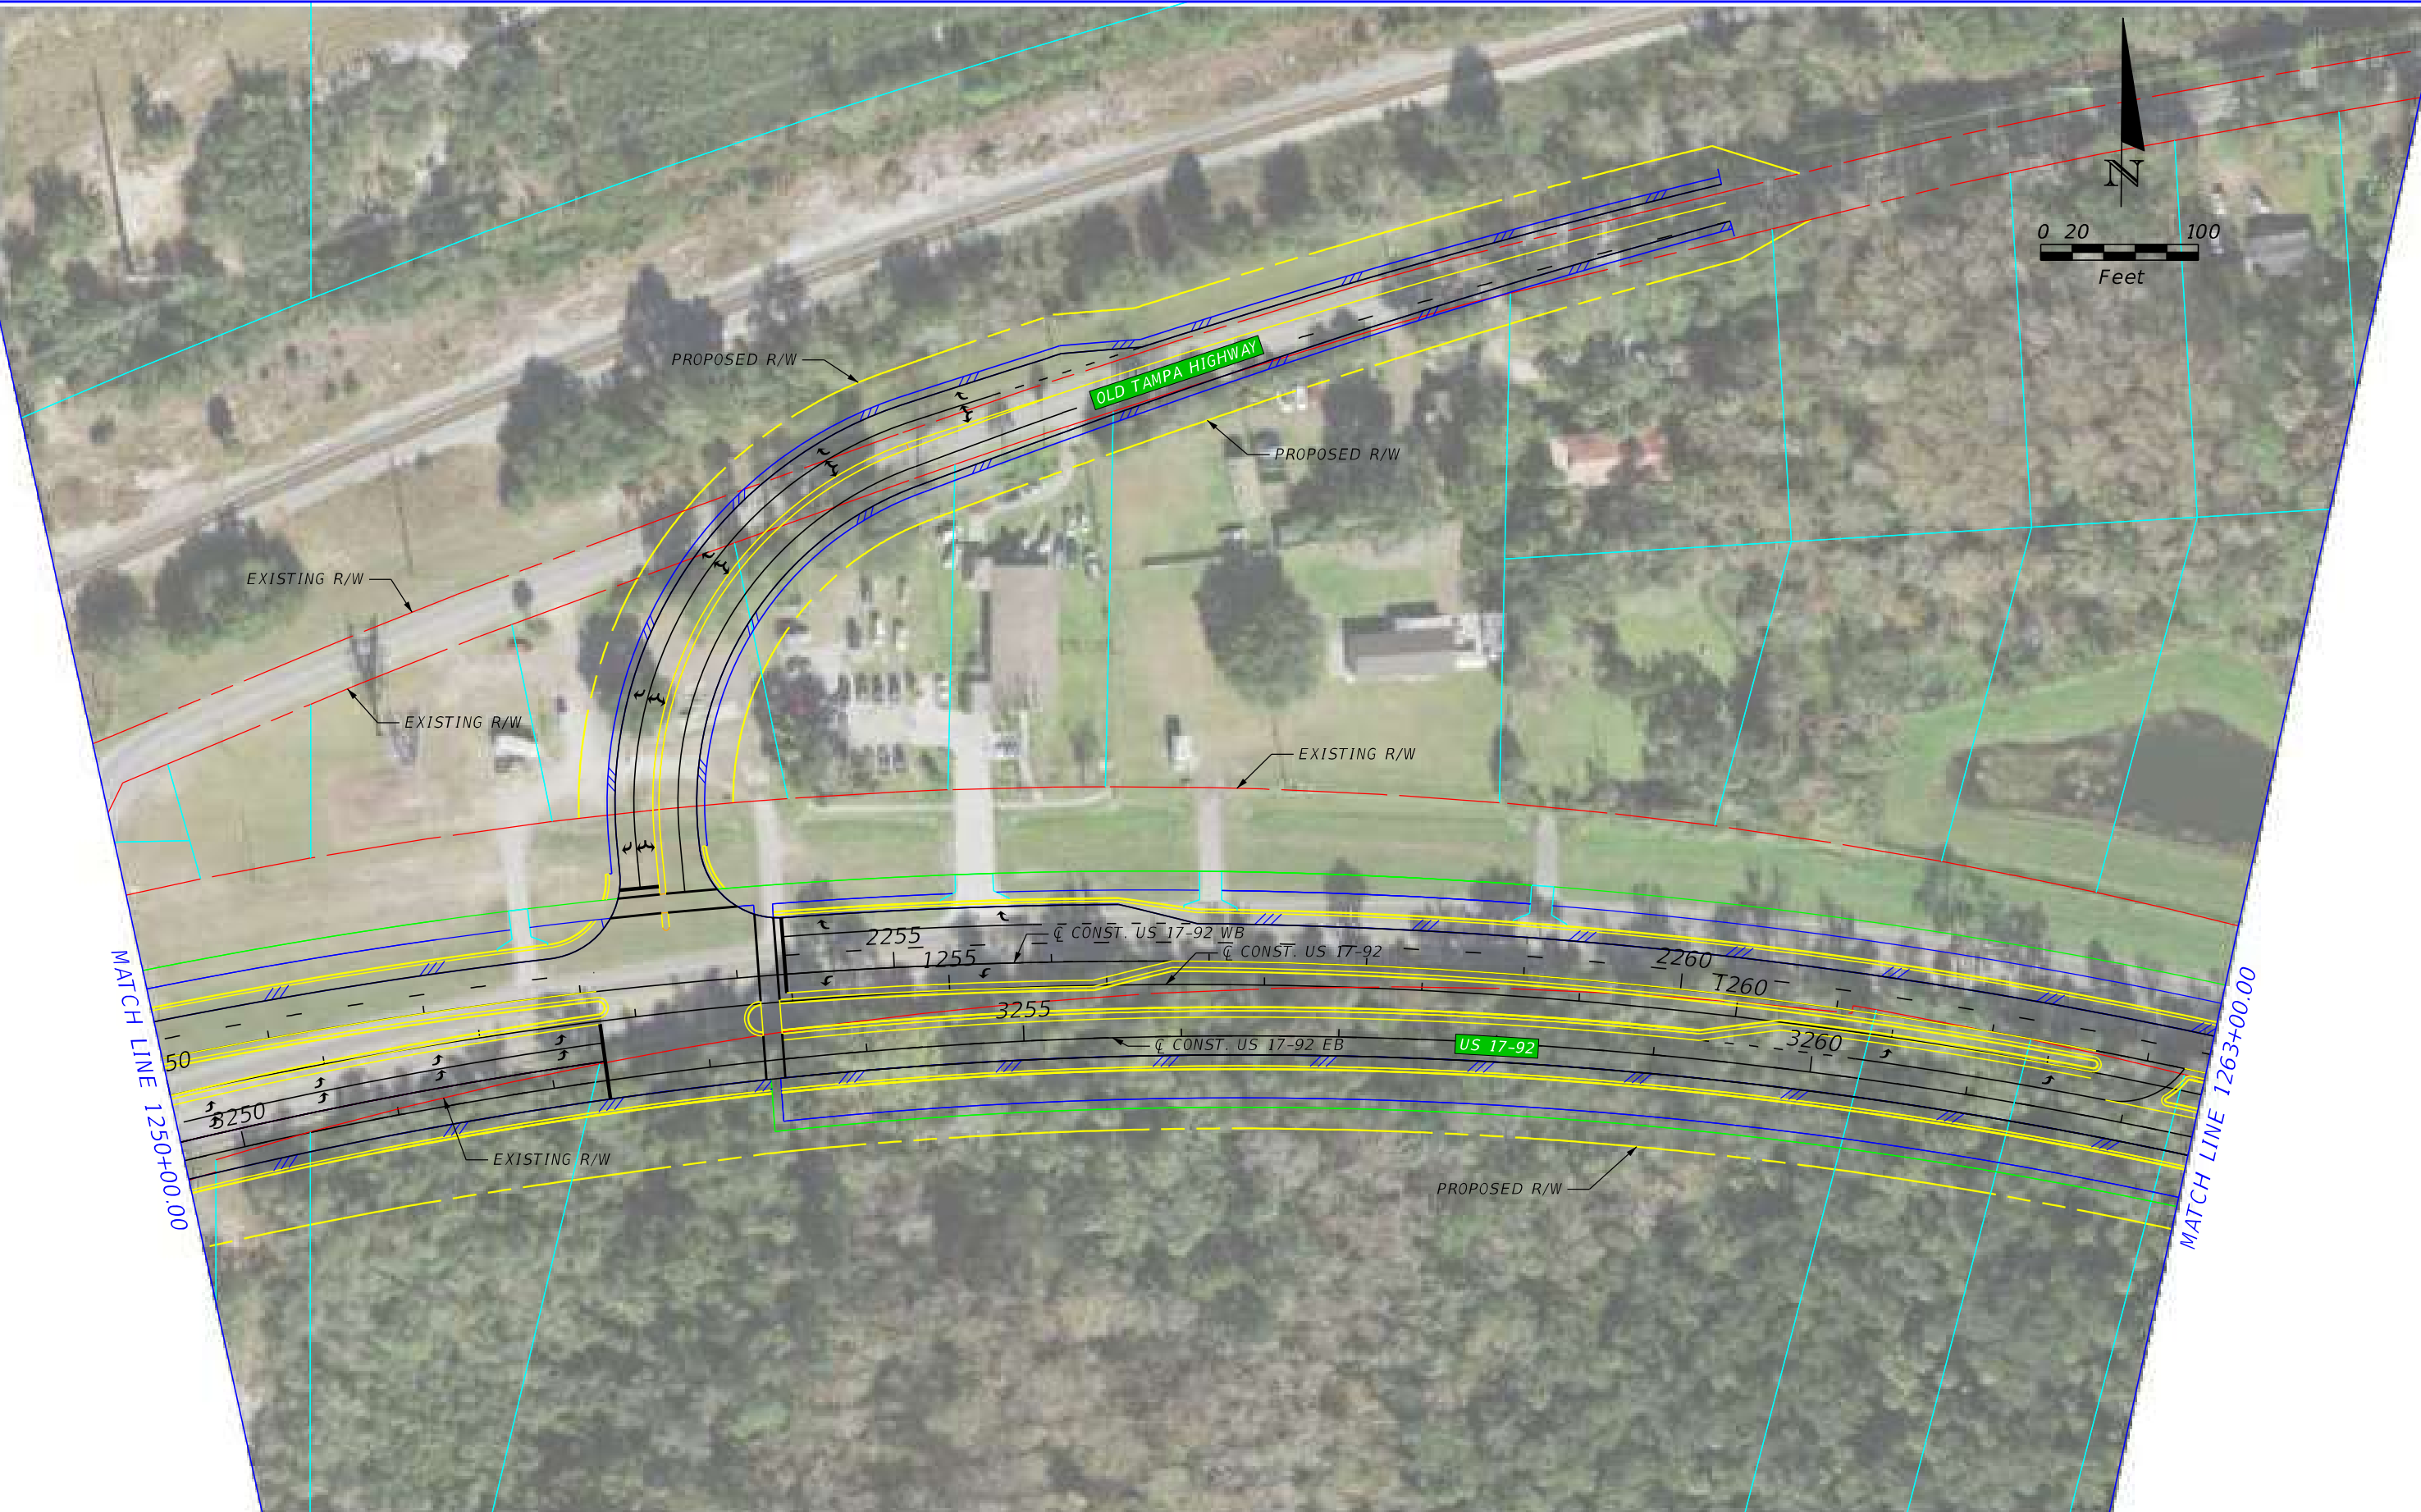 N
0 20 100
Feet
PROPOSED R/W
OLD TAMPA HIGHWAY
PROPOSED R/W
EXISTING R/W
EXISTING R/W
EXISTING R/W
2255
℄ CONST. US 17-92 WB
1255
℄ CONST. US 17-92
2260
1260
3255
℄ CONST. US 17-92 EB
US 17-92
3260
50
3250
EXISTING R/W
PROPOSED R/W
MATCH LINE 1250+00.00
MATCH LINE 1263+00.00